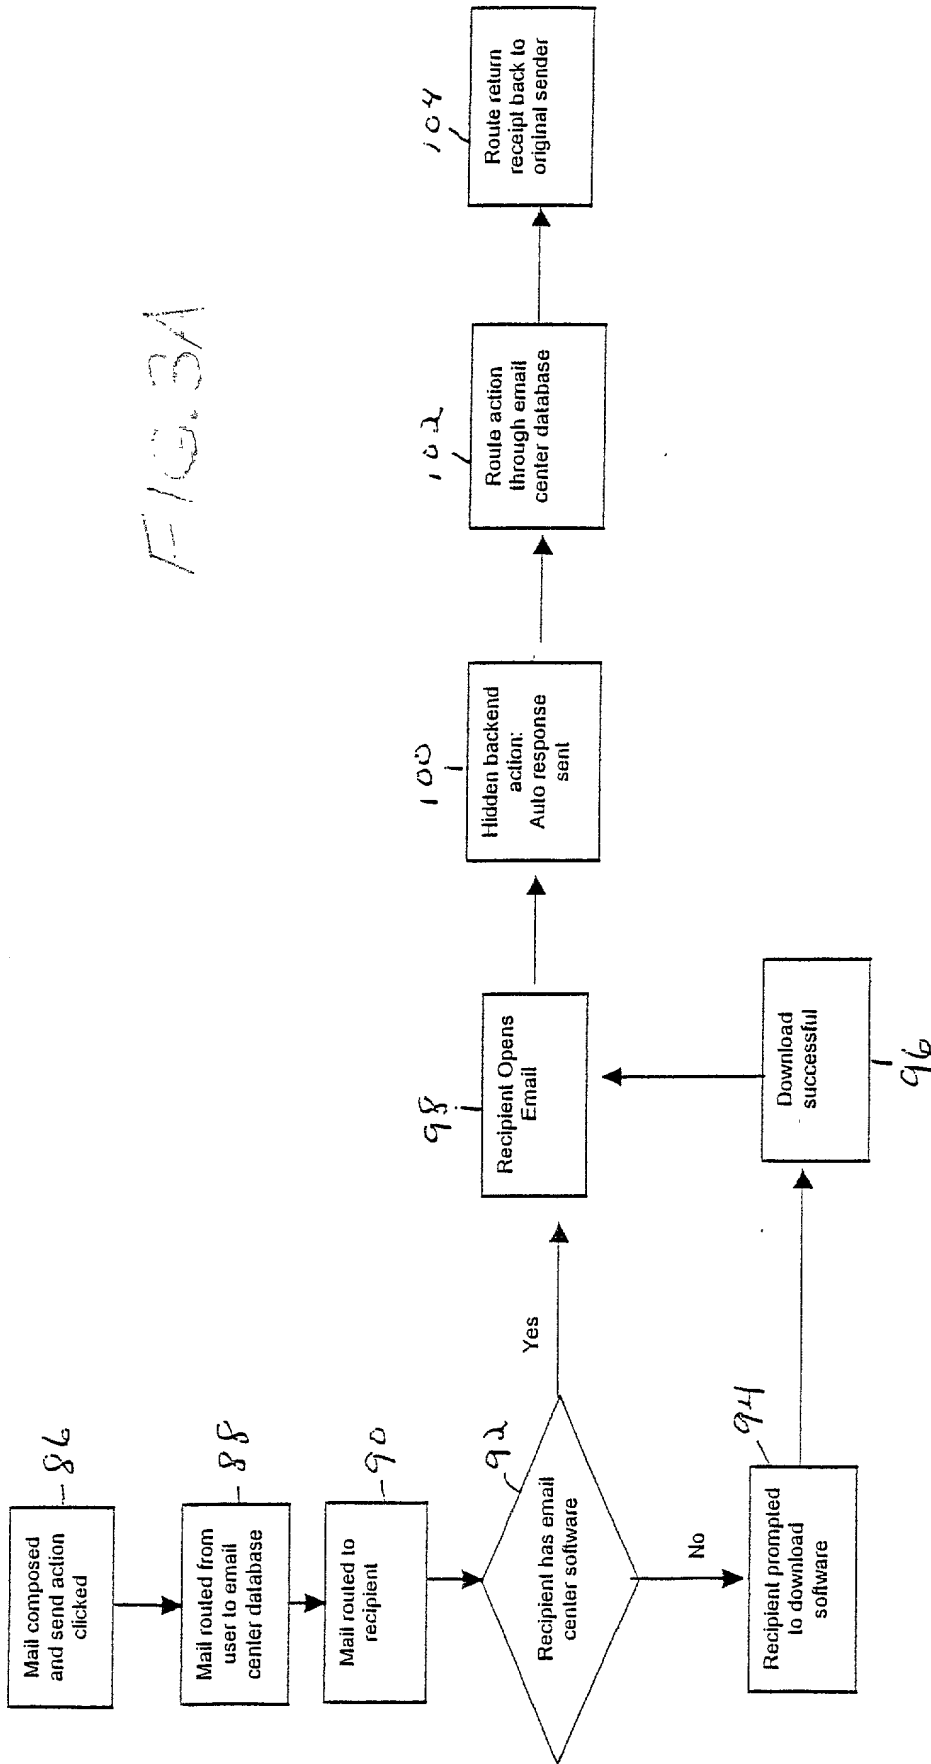 FIG. 3A
Mail composed
and send action
clicked
86
Mail routed from
user to email
center database
88
Mail routed to
recipient
90
Recipient has email
center software
92
Yes
No
Recipient prompted
to download
software
94
Download
successful
96
Recipient Opens
Email
98
Hidden backend
action:
Auto response
sent
100
Route action
through email
center database
102
Route return
receipt back to
original sender
104